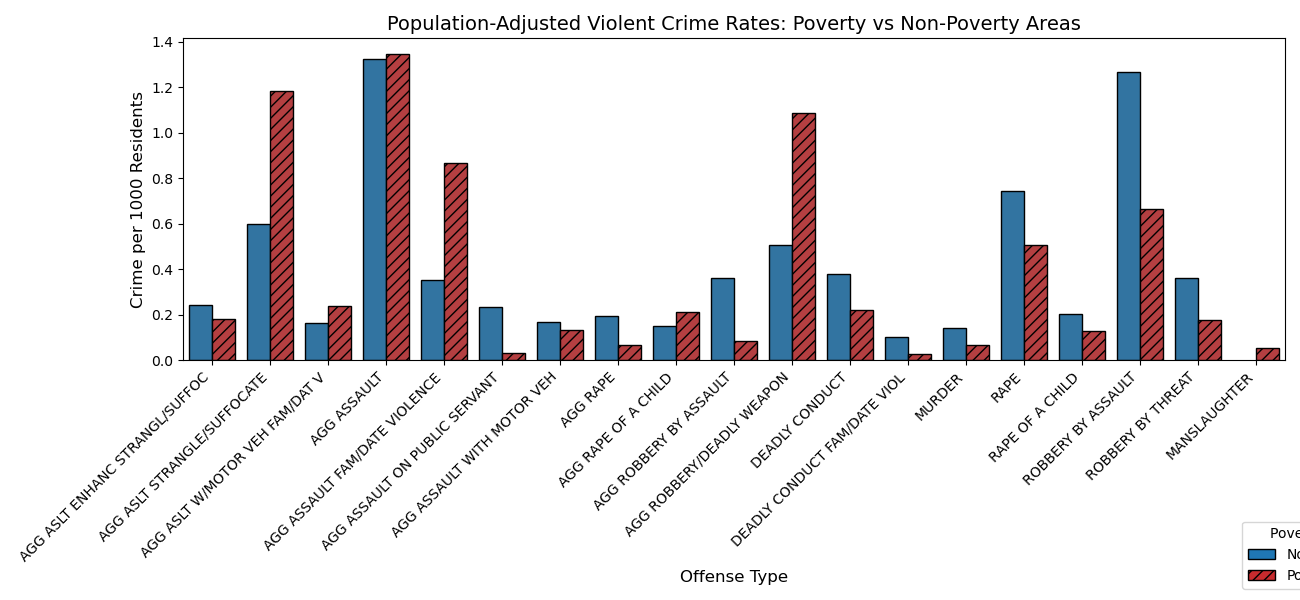 Population-Adjusted Violent Crime Rates: Poverty vs Non-Poverty Areas
Crime per 1000 Residents
1.4
1.2
1.0
0.8
0.6
0.4
0.2
0.0
AGG ASLT ENHANC STRANGL/SUFFOC
AGG ASLT STRANGLE/SUFFOCATE
AGG ASLT W/MOTOR VEH FAM/DAT V
AGG ASSAULT
AGG ASSAULT FAM/DATE VIOLENCE
AGG ASSAULT ON PUBLIC SERVANT
AGG ASSAULT WITH MOTOR VEH
AGG RAPE
AGG RAPE OF A CHILD
AGG ROBBERY BY ASSAULT
AGG ROBBERY/DEADLY WEAPON
DEADLY CONDUCT
DEADLY CONDUCT FAM/DATE VIOL
MURDER
RAPE
RAPE OF A CHILD
ROBBERY BY ASSAULT
ROBBERY BY THREAT
MANSLAUGHTER
Offense Type